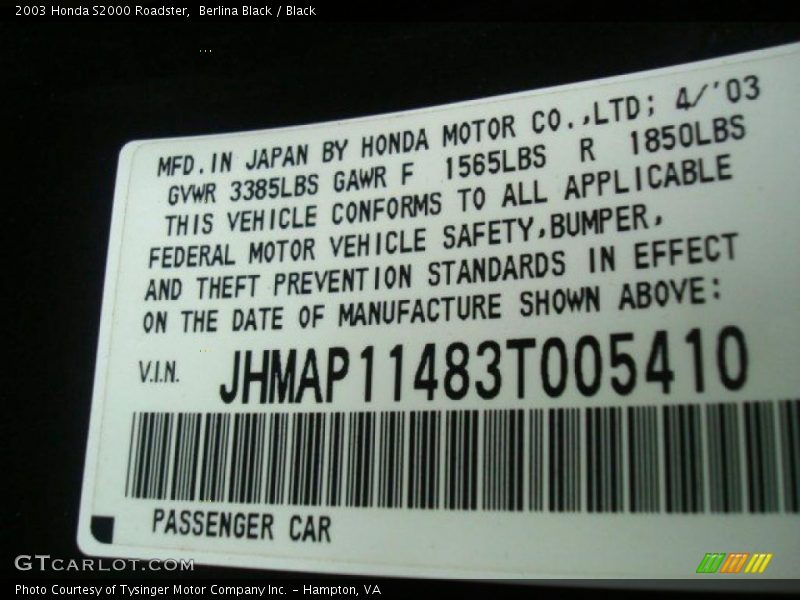 2003 Honda S2000 Roadster,  Berlina Black / Black
MFD.IN JAPAN BY HONDA MOTOR CO.,LTD; 4/'03
GVWR 3385LBS GAWR F 1565LBS R 1850LBS
THIS VEHICLE CONFORMS TO ALL APPLICABLE
FEDERAL MOTOR VEHICLE SAFETY,BUMPER,
AND THEFT PREVENTION STANDARDS IN EFFECT
ON THE DATE OF MANUFACTURE SHOWN ABOVE:
V.I.N. JHMAP11483T005410
PASSENGER CAR
GTCARLOT.COM
Photo Courtesy of Tysinger Motor Company Inc. - Hampton, VA